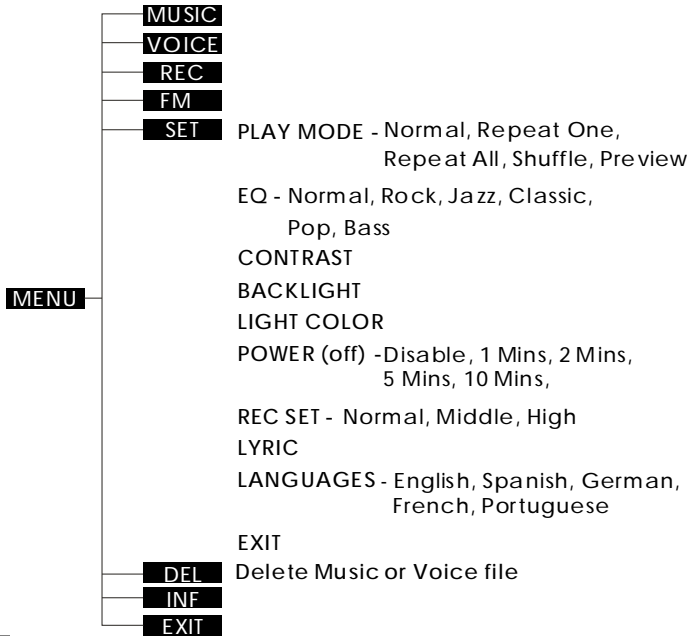 MUSIC
VOICE
REC
FM
SET PLAY MODE - Normal, Repeat One,
Repeat All, Shuffle, Preview
EQ - Normal, Rock, Jazz, Classic,
Pop, Bass
CONTRAST
BACKLIGHT
MENU
LIGHT COLOR
POWER (off) -Disable, 1 Mins, 2 Mins,
5 Mins, 10 Mins,
REC SET - Normal, Middle, High
LYRIC
LANGUAGES - English, Spanish, German,
French, Portuguese
EXIT
DEL Delete Music or Voice file
INF
EXIT